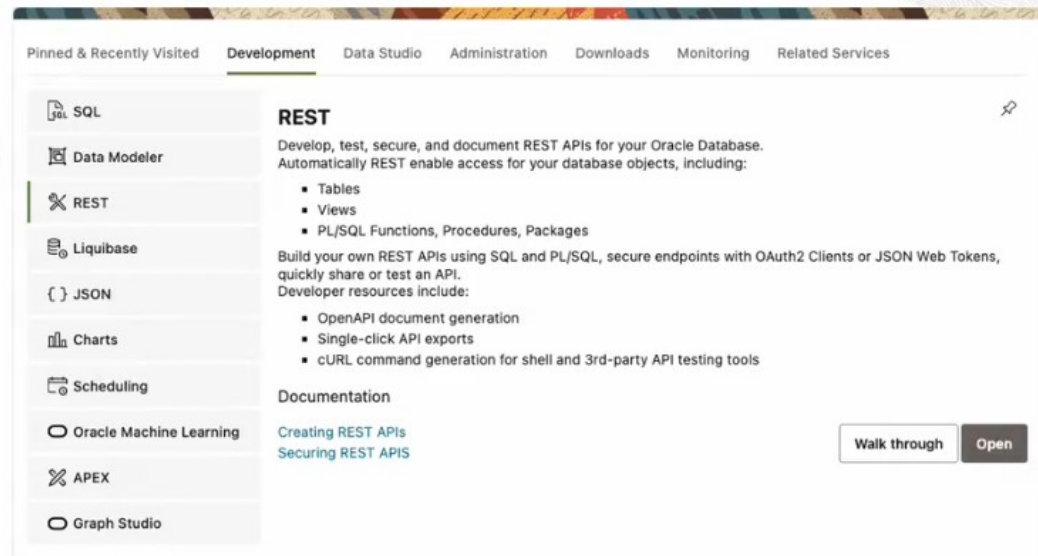 Pinned & Recently Visited Development Data Studio Administration Downloads Monitoring Related Services
SQL
Data Modeler
REST
Liquibase
{ } JSON
Charts
Scheduling
Oracle Machine Learning
APEX
Graph Studio
REST
Develop, test, secure, and document REST APIs for your Oracle Database.
Automatically REST enable access for your database objects, including:
▪ Tables
▪ Views
▪ PL/SQL Functions, Procedures, Packages
Build your own REST APIs using SQL and PL/SQL, secure endpoints with OAuth2 Clients or JSON Web Tokens,
quickly share or test an API.
Developer resources include:
▪ OpenAPI document generation
▪ Single-click API exports
▪ cURL command generation for shell and 3rd-party API testing tools
Documentation
Creating REST APIs
Securing REST APIS
Walk through Open